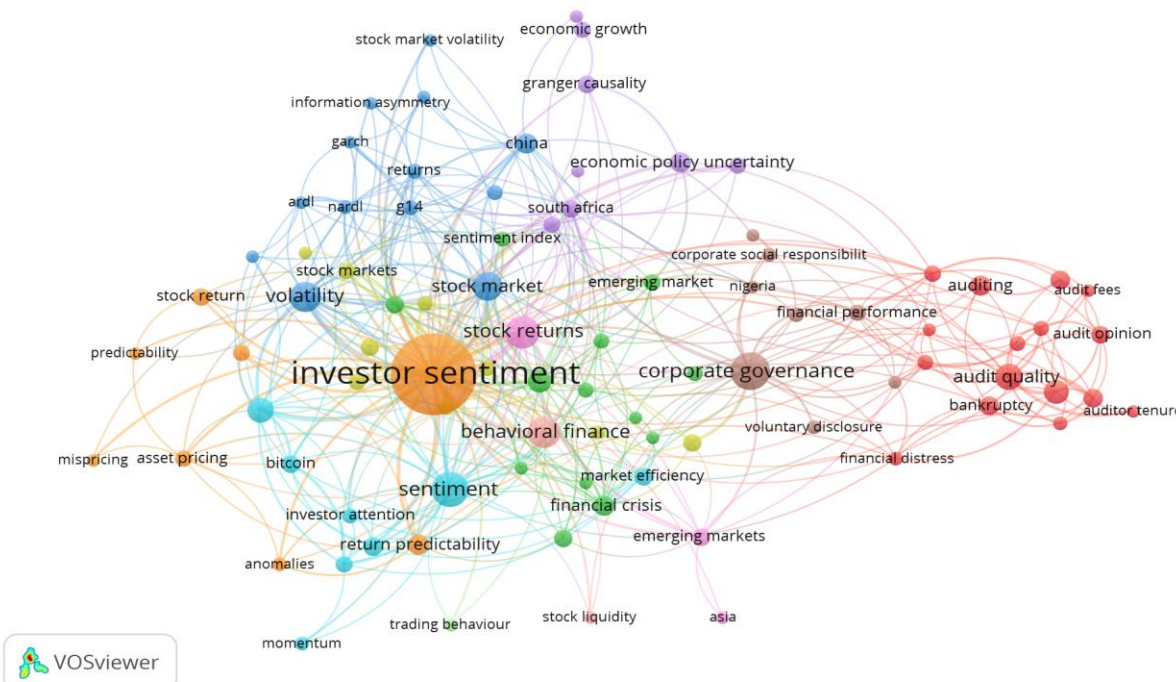 economic growth
stock market volatility
granger causality
information asymmetry
garch
china
economic policy uncertainty
returns
ardl
nardl
g14
south africa
sentiment index
corporate social responsibilit
stock markets
emerging market
nigeria
auditing
audit fees
stock return
volatility
stock market
financial performance
stock returns
audit opinion
predictability
investor sentiment
corporate governance
audit quality
bankruptcy
auditor tenure
behavioral finance
voluntary disclosure
mispricing
asset pricing
bitcoin
financial distress
market efficiency
sentiment
financial crisis
investor attention
emerging markets
return predictability
anomalies
trading behaviour
stock liquidity
asia
momentum
VOSviewer